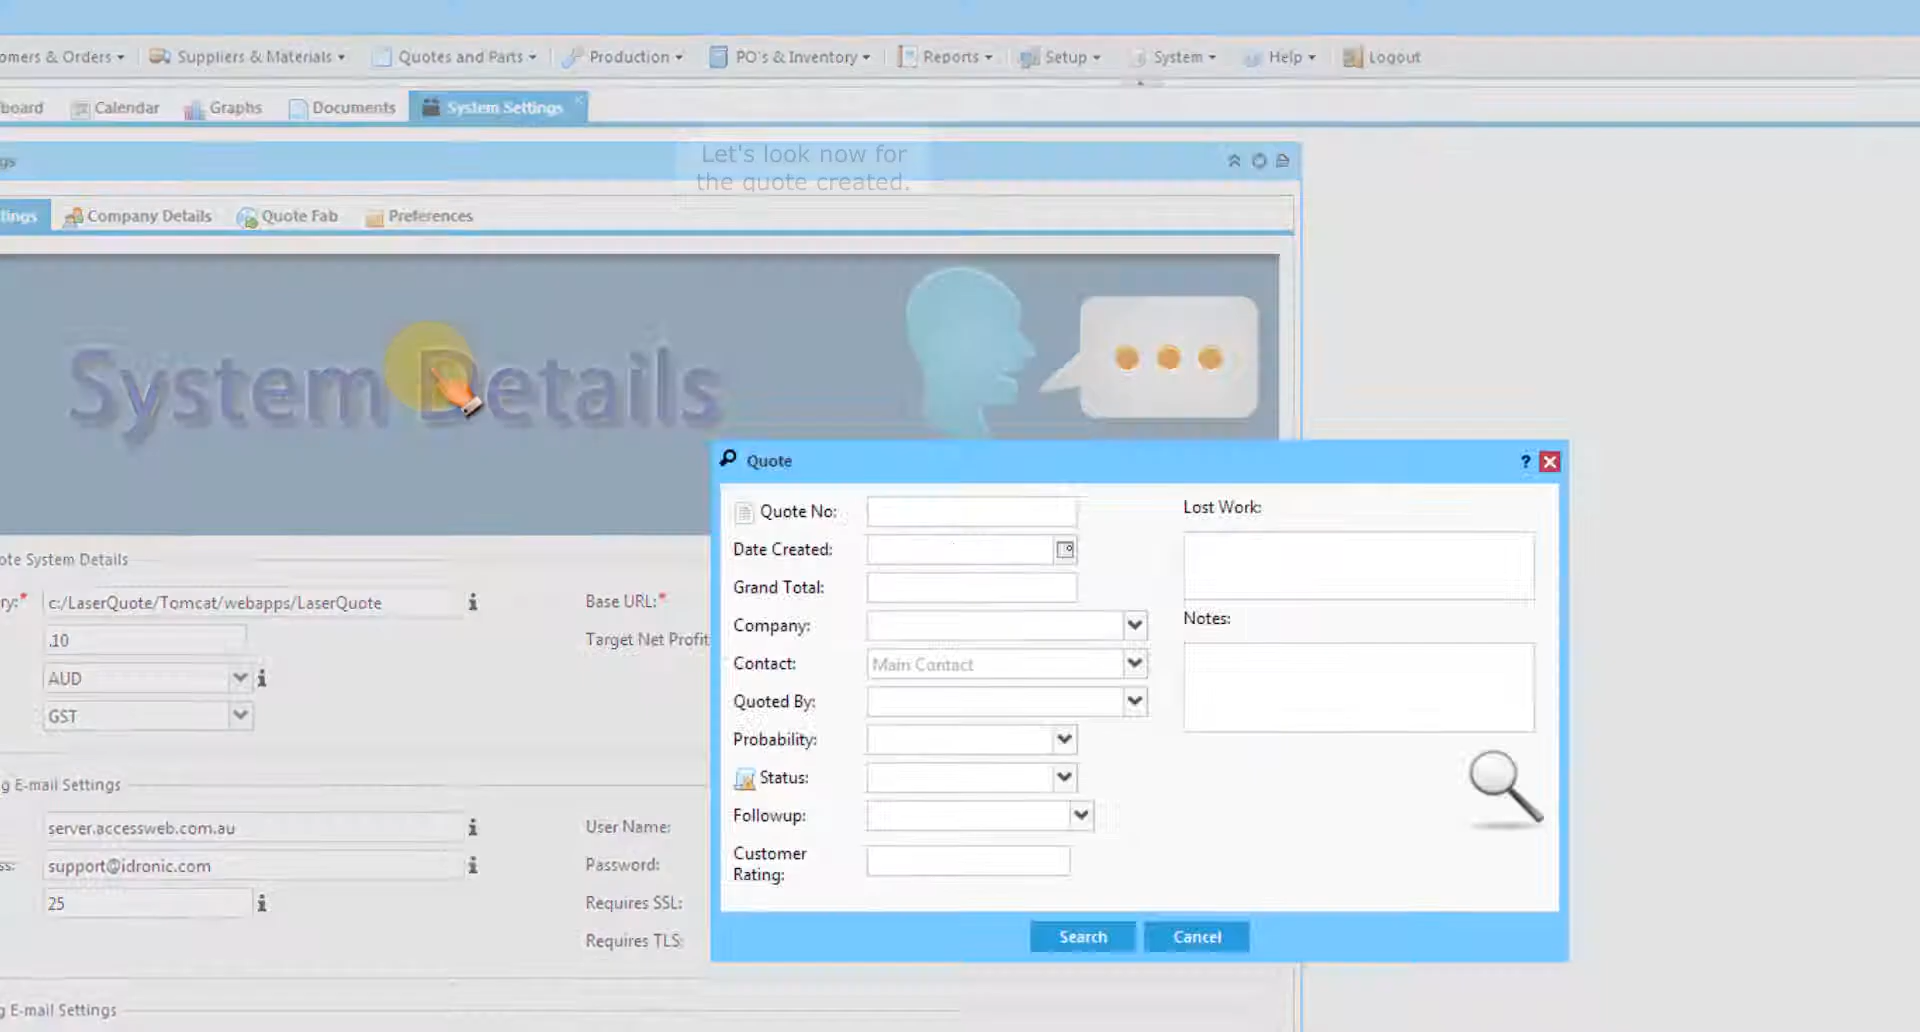 omers & Orders Suppliers & Materials Quotes and Parts Production PO's & Inventory Reports Setup System Help Logout
board Calendar Graphs Documents System Settings
gs
Let's look now for
the quote created.
tings Company Details Quote Fab Preferences
System Details
Quote ?
Quote No:
Lost Work:
Date Created:
Grand Total:
Company:
Notes:
Contact: Main Contact
Quoted By:
Probability:
Status:
Followup:
Customer
Rating:
Search Cancel
ote System Details
ry:* c:/LaserQuote/Tomcat/webapps/LaserQuote Base URL:*
.10 Target Net Profit
AUD
GST
g E-mail Settings
server.accessweb.com.au User Name:
ss: support@idronic.com Password:
25 Requires SSL:
Requires TLS:
g E-mail Settings